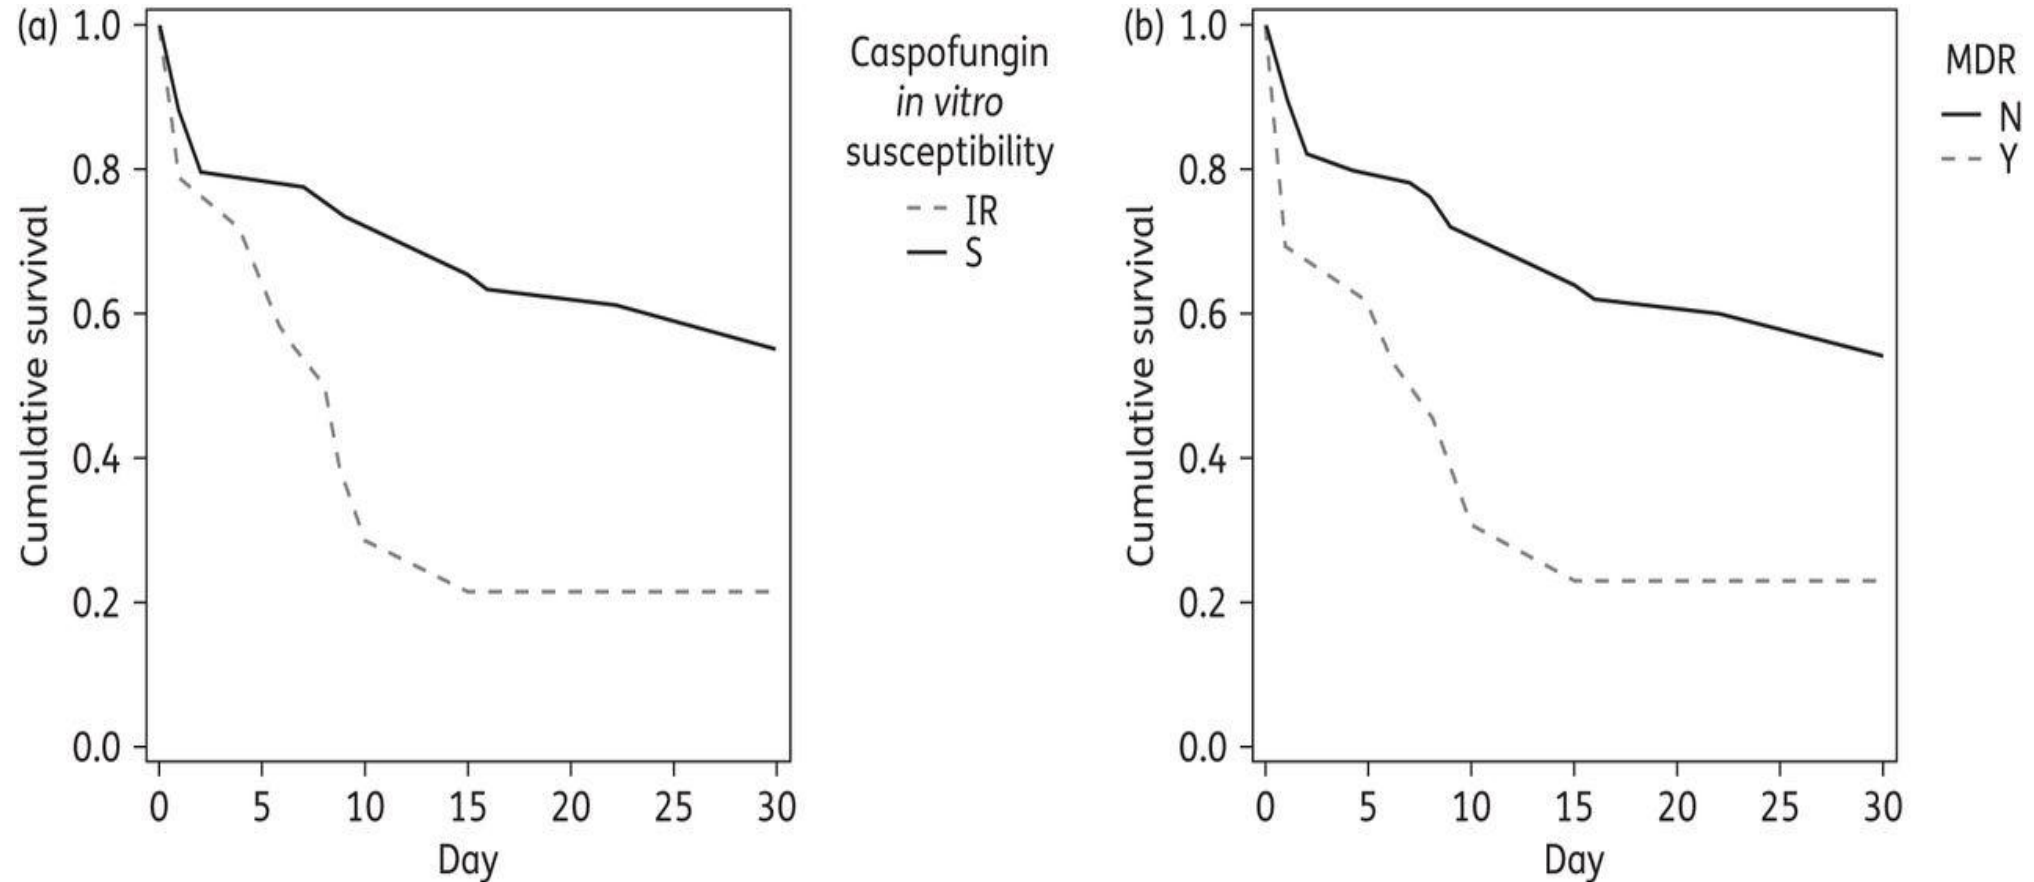 (a)
1.0
0.8
0.6
0.4
0.2
0.0
Cumulative survival
0 5 10 15 20 25 30
Day
Caspofungin
in vitro
susceptibility
IR
S
(b)
1.0
0.8
0.6
0.4
0.2
0.0
Cumulative survival
0 5 10 15 20 25 30
Day
MDR
N
Y